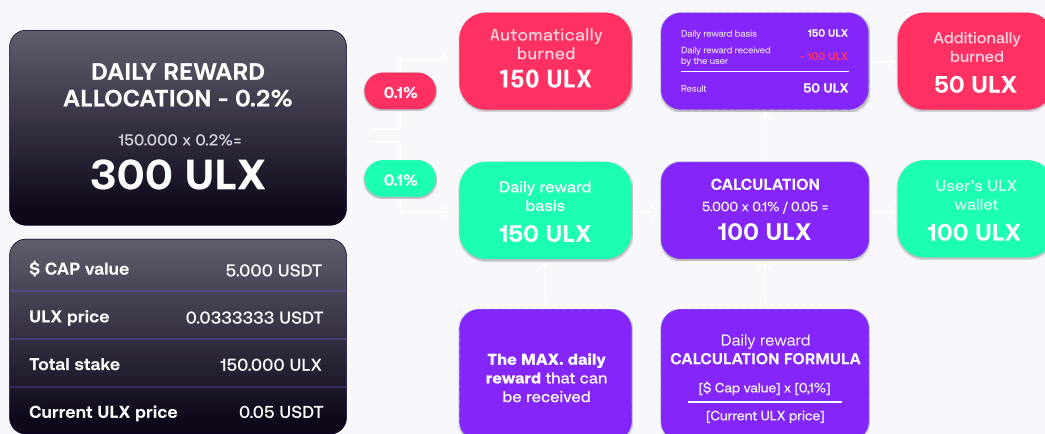 DAILY REWARD
ALLOCATION - 0.2%
150.000 x 0.2%=
300 ULX
$ CAP value 5.000 USDT
ULX price 0.0333333 USDT
Total stake 150.000 ULX
Current ULX price 0.05 USDT
0.1%
0.1%
Automatically
burned
150 ULX
Daily reward
basis
150 ULX
The MAX. daily
reward that can
be received
Daily reward basis 150 ULX
Daily reward received
by the user - 100 ULX
Result 50 ULX
CALCULATION
5.000 x 0.1% / 0.05 =
100 ULX
Daily reward
CALCULATION FORMULA
[$ Cap value] x [0,1%]
[Current ULX price]
Additionally
burned
50 ULX
User's ULX
wallet
100 ULX